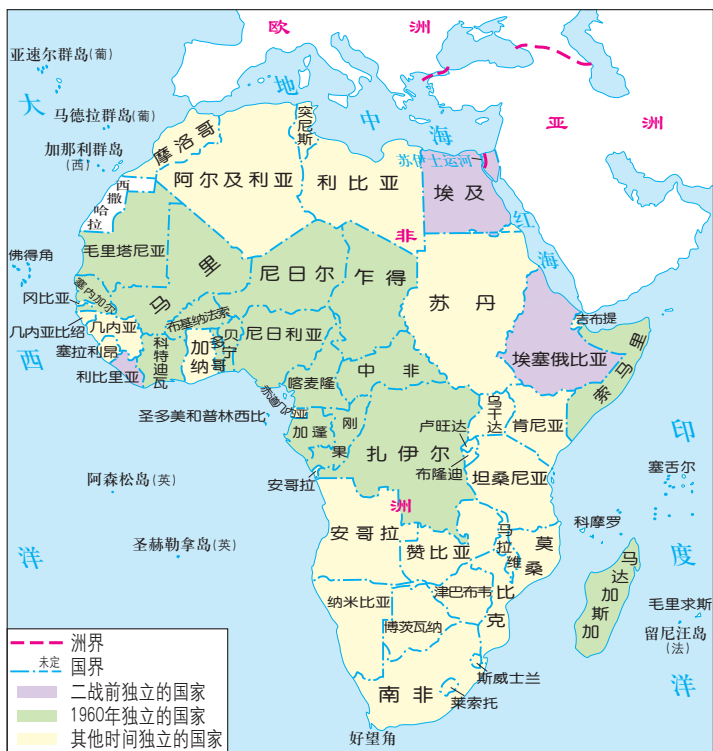 欧 洲
亚速尔群岛(葡)
大
地 中 海
马德拉群岛(葡)
亚 洲
加那利群岛
(西)
摩洛哥
突尼斯
苏伊士运河
阿尔及利亚
利比亚
埃及
西撒哈拉
红海
非
毛里塔尼亚
佛得角
马里
尼日尔
乍得
苏丹
塞内加尔
冈比亚
吉布提
几内亚比绍
几内亚
布基纳法索
尼日利亚
贝宁
多哥
加纳
科特迪瓦
塞拉利昂
西
利比里亚
埃塞俄比亚
索马里
中非
喀麦隆
赤道几内亚
圣多美和普林西比
加蓬
刚果
扎伊尔
乌干达
肯尼亚
卢旺达
布隆迪
印
坦桑尼亚
塞舌尔
安哥拉
阿森松岛(英)
洲
安哥拉
科摩罗
圣赫勒拿岛(英)
洋
赞比亚
马拉维
莫桑比克
马达加斯加
度
津巴布韦
纳米比亚
博茨瓦纳
毛里求斯
留尼汪岛
(法)
斯威士兰
南非
莱索托
洋
好望角
洲界
未定 国界
二战前独立的国家
1960年独立的国家
其他时间独立的国家